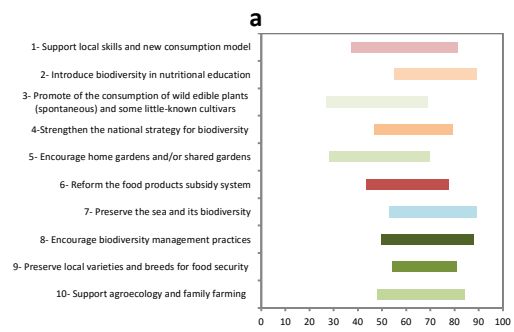 a
1- Support local skills and new consumption model
2- Introduce biodiversity in nutritional education
3- Promote of the consumption of wild edible plants
(spontaneous) and some little-known cultivars
4-Strengthen the national strategy for biodiversity
5- Encourage home gardens and/or shared gardens
6- Reform the food products subsidy system
7- Preserve the sea and its biodiversity
8- Encourage biodiversity management practices
9- Preserve local varieties and breeds for food security
10- Support agroecology and family farming
0 10 20 30 40 50 60 70 80 90 100